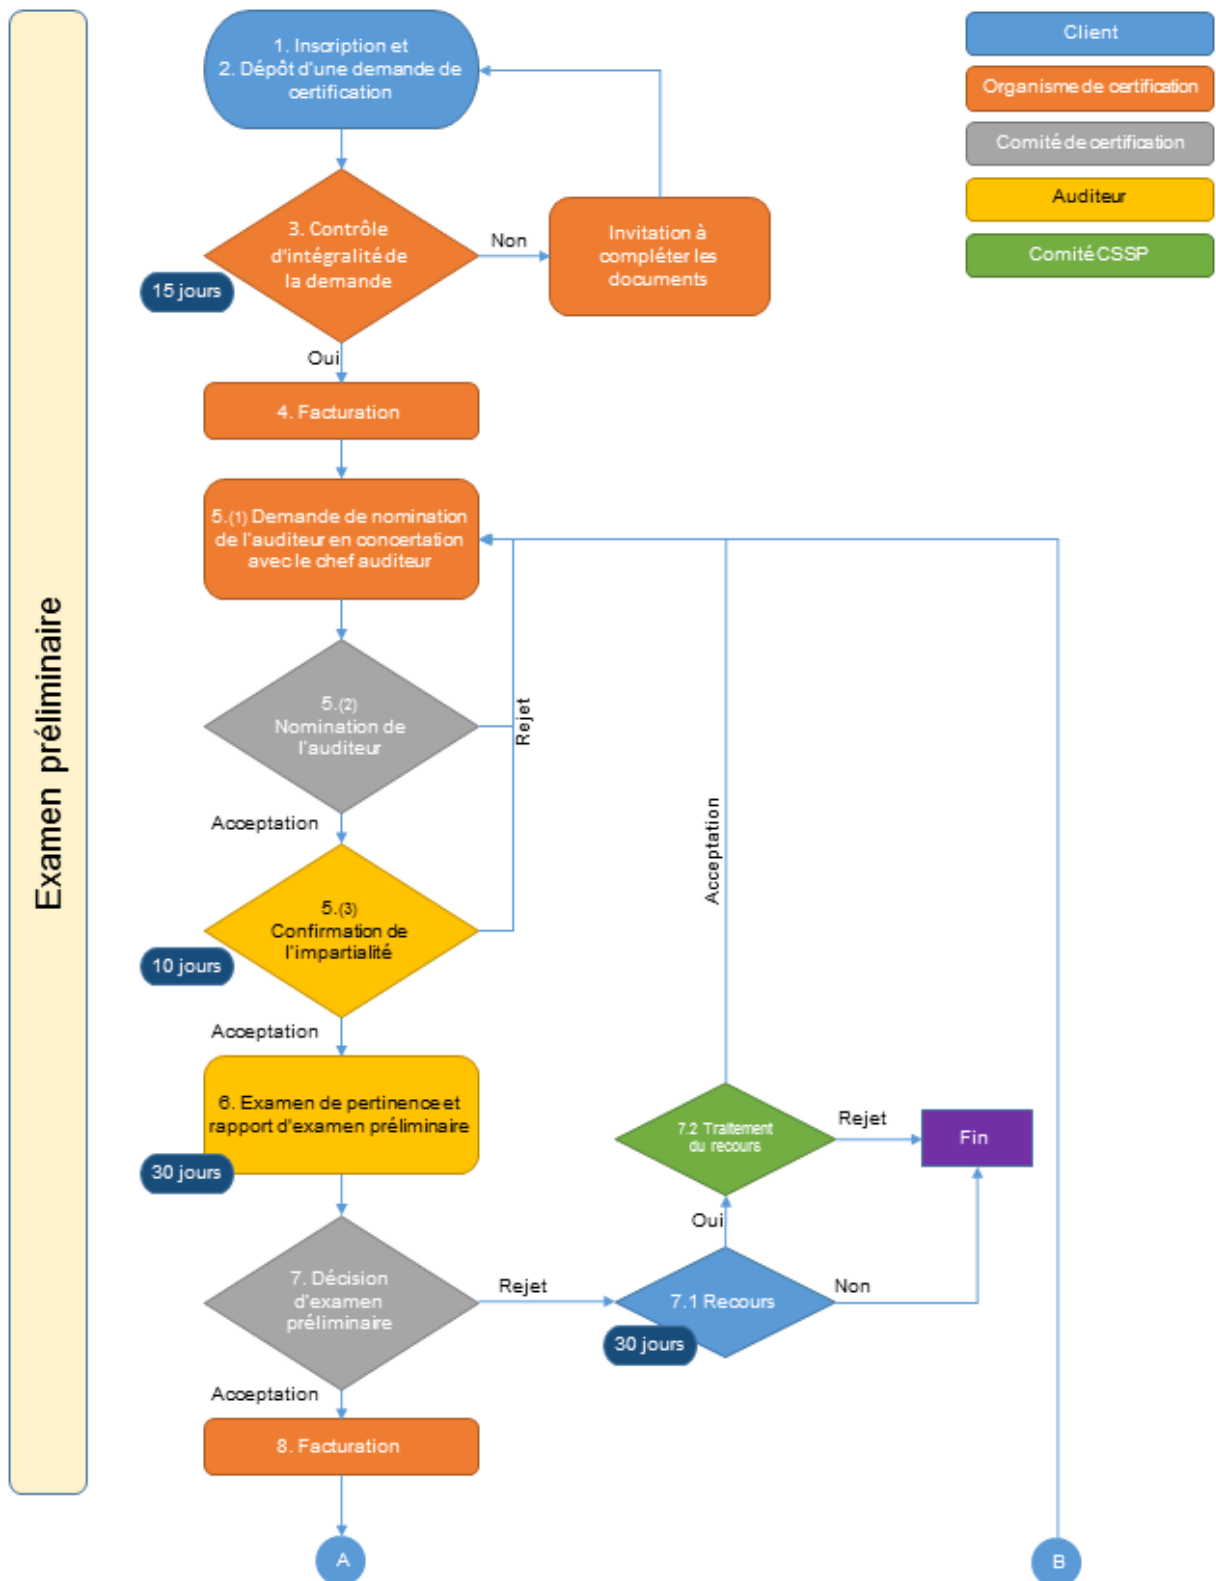 Examen préliminaire
1. Inscription et
2. Dépôt d'une demande de
certification
Client
Organisme de certification
Comité de certification
Auditeur
Comité CSSP
3. Contrôle
d'intégralité de
la demande
15 jours
Non
Invitation à
compléter les
documents
Oui
4. Facturation
5.(1) Demande de nomination
de l'auditeur en concertation
avec le chef auditeur
5.(2)
Nomination de
l'auditeur
Rejet
Acceptation
5.(3)
Confirmation de
l'impartialité
10 jours
Acceptation
Acceptation
6. Examen de pertinence et
rapport d'examen préliminaire
30 jours
7.2 Traitement
du recours
Rejet
Fin
Oui
7. Décision
d'examen
préliminaire
Rejet
7.1 Recours
30 jours
Non
Acceptation
8. Facturation
A
B